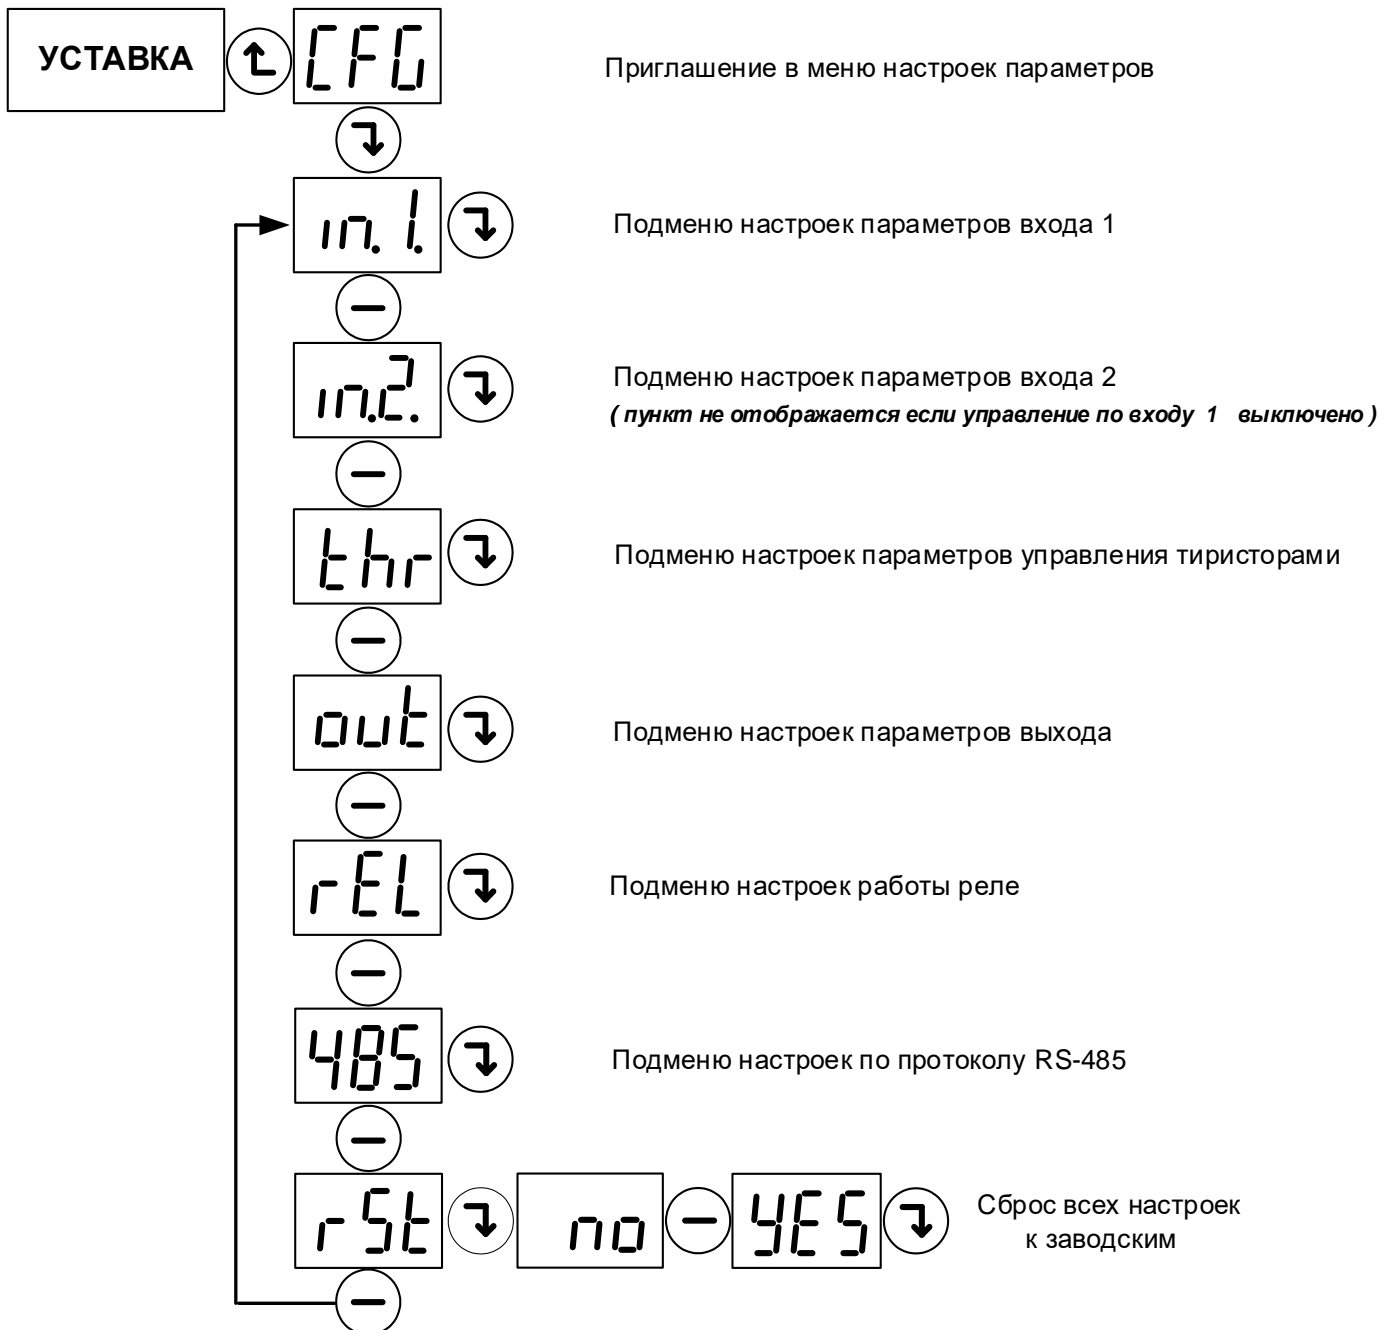 УСТАВКА
CFG
Приглашение в меню настроек параметров
in.1.
Подменю настроек параметров входа 1
in.2.
Подменю настроек параметров входа 2
( пункт не отображается если управление по входу 1 выключено )
thr
Подменю настроек параметров управления тиристорами
out
Подменю настроек параметров выхода
rEL
Подменю настроек работы реле
485
Подменю настроек по протоколу RS-485
rSt
no
YES
Сброс всех настроек
к заводским